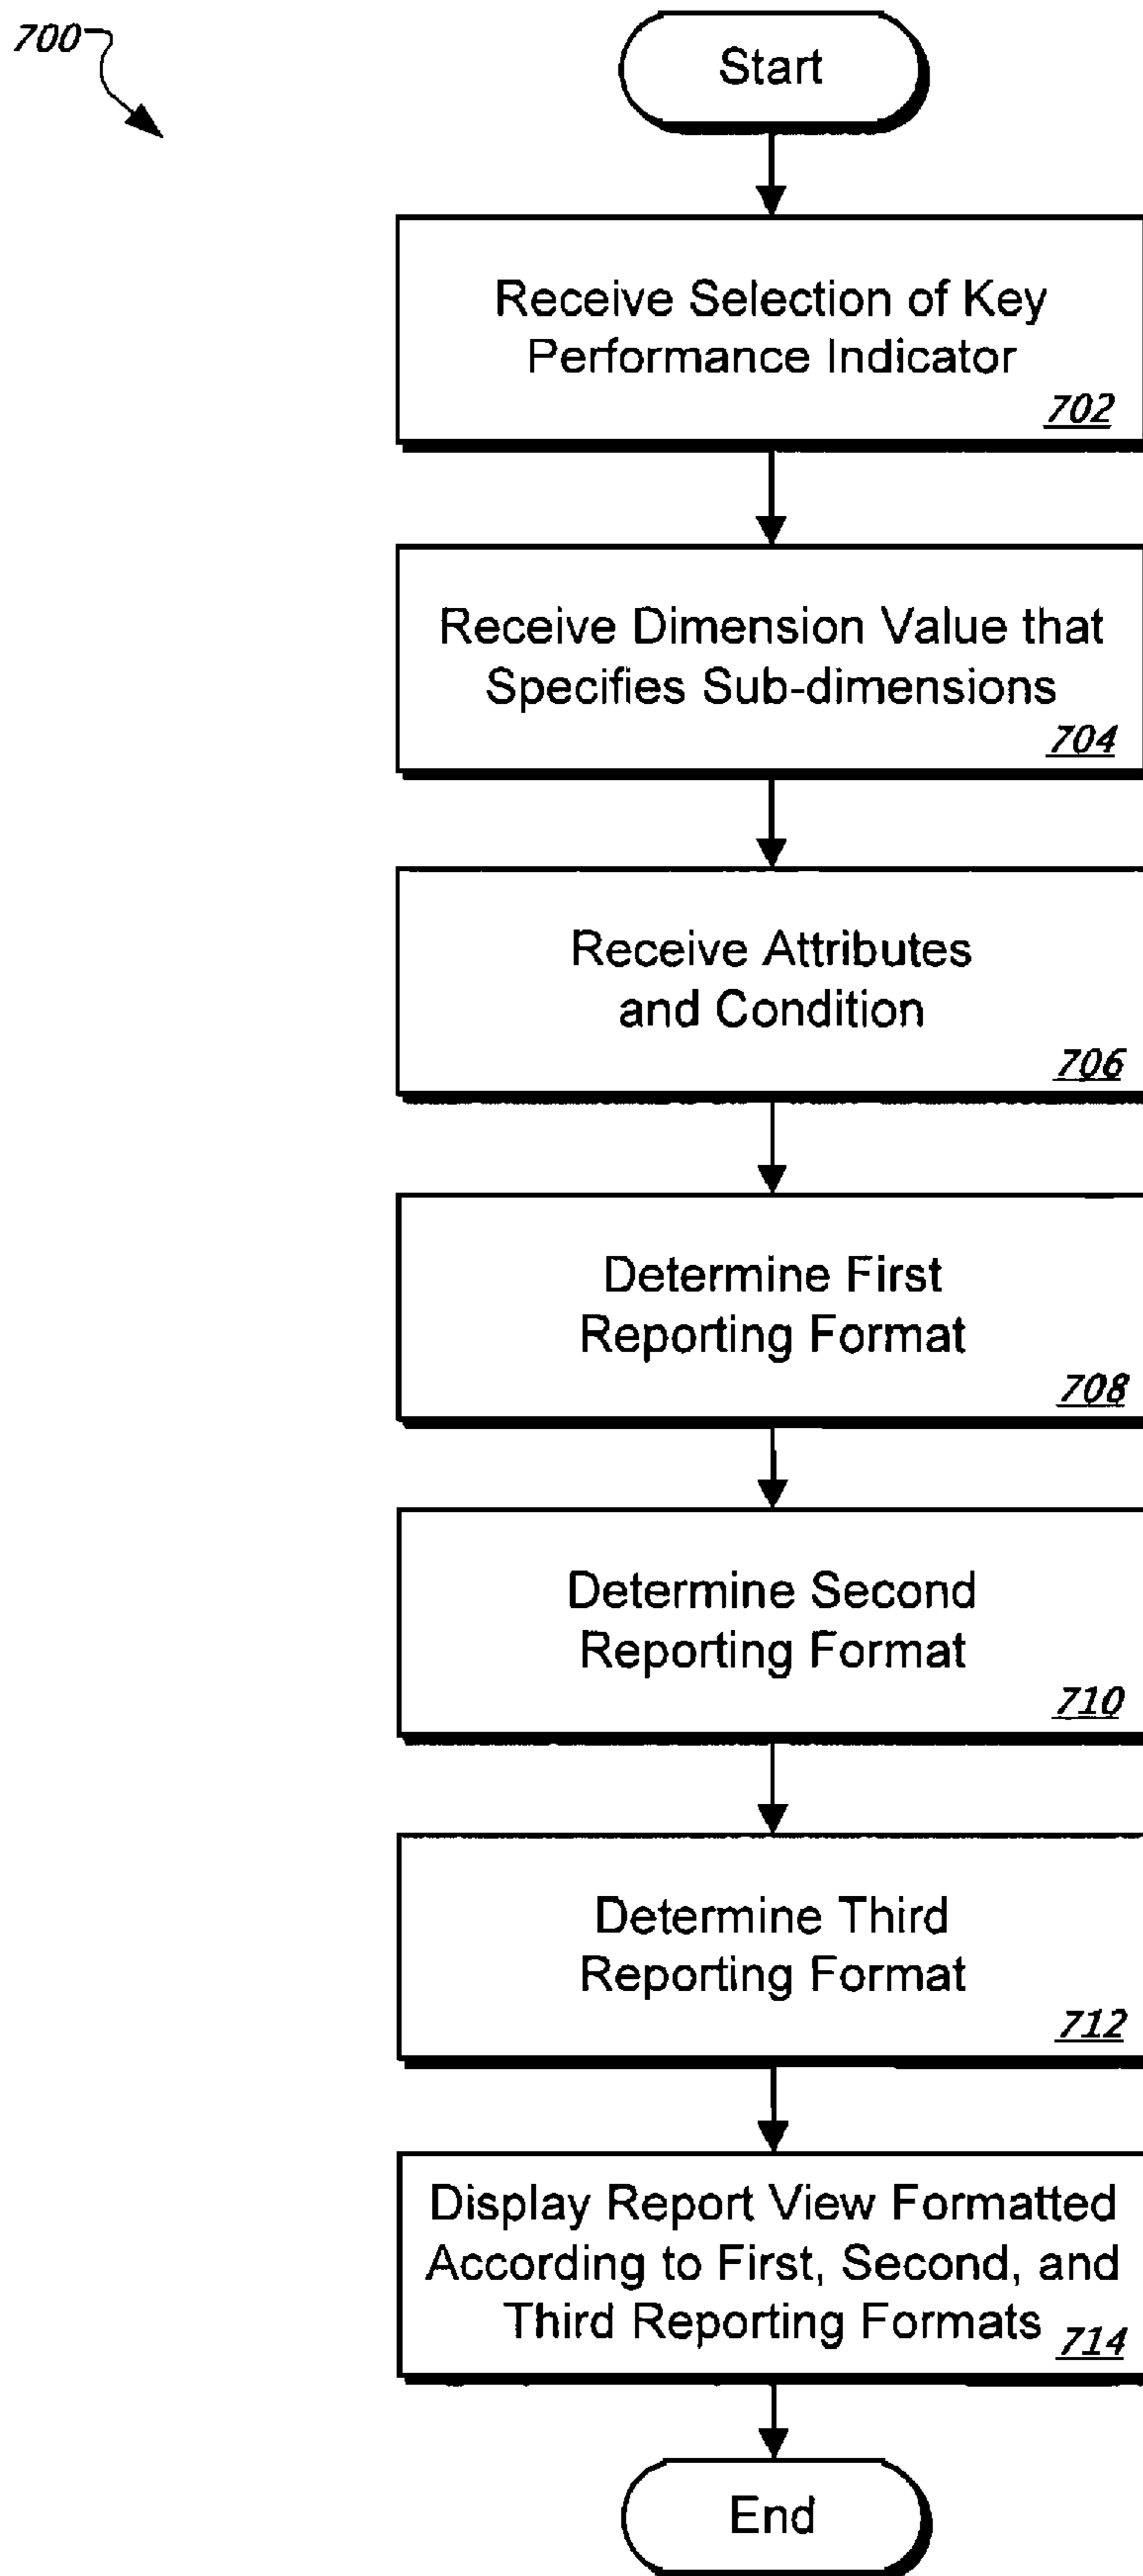 700
Start
Receive Selection of Key
Performance Indicator
702
Receive Dimension Value that
Specifies Sub-dimensions
704
Receive Attributes
and Condition
706
Determine First
Reporting Format
708
Determine Second
Reporting Format
710
Determine Third
Reporting Format
712
Display Report View Formatted
According to First, Second, and
Third Reporting Formats
714
End